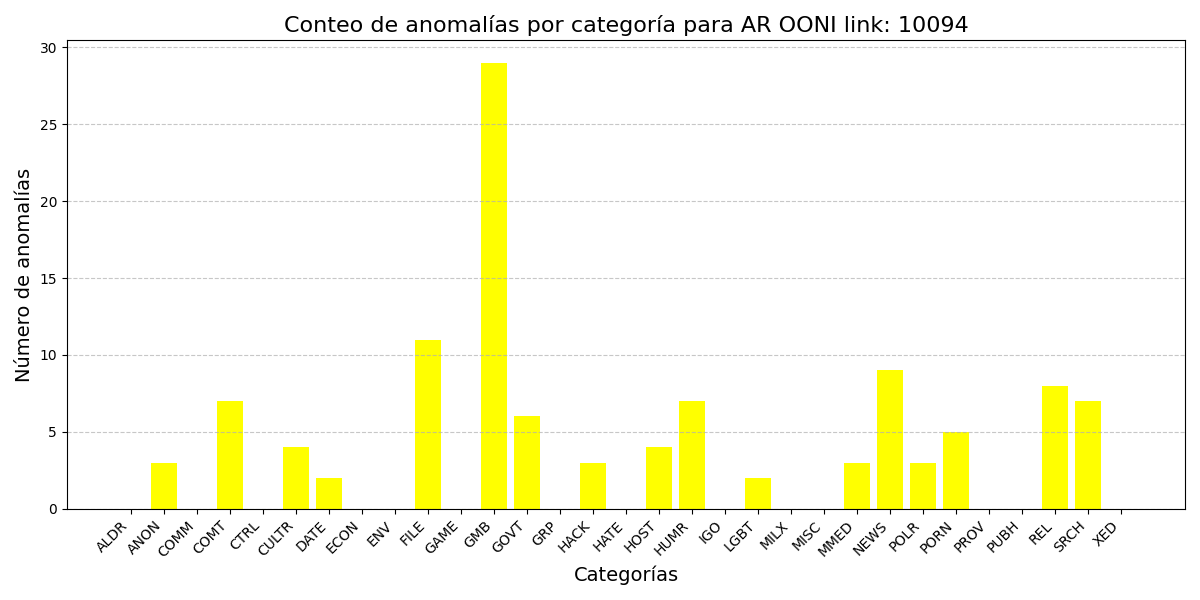 Conteo de anomalías por categoría para AR OONI link: 10094
Número de anomalías
30
25
20
15
10
5
0
ALDR
ANON
COMM
COMT
CTRL
CULTR
DATE
ECON
ENV
FILE
GAME
GMB
GOVT
GRP
HACK
HATE
HOST
HUMR
IGO
LGBT
MILX
MISC
MMED
NEWS
POLR
PORN
PROV
PUBH
REL
SRCH
XED
Categorías